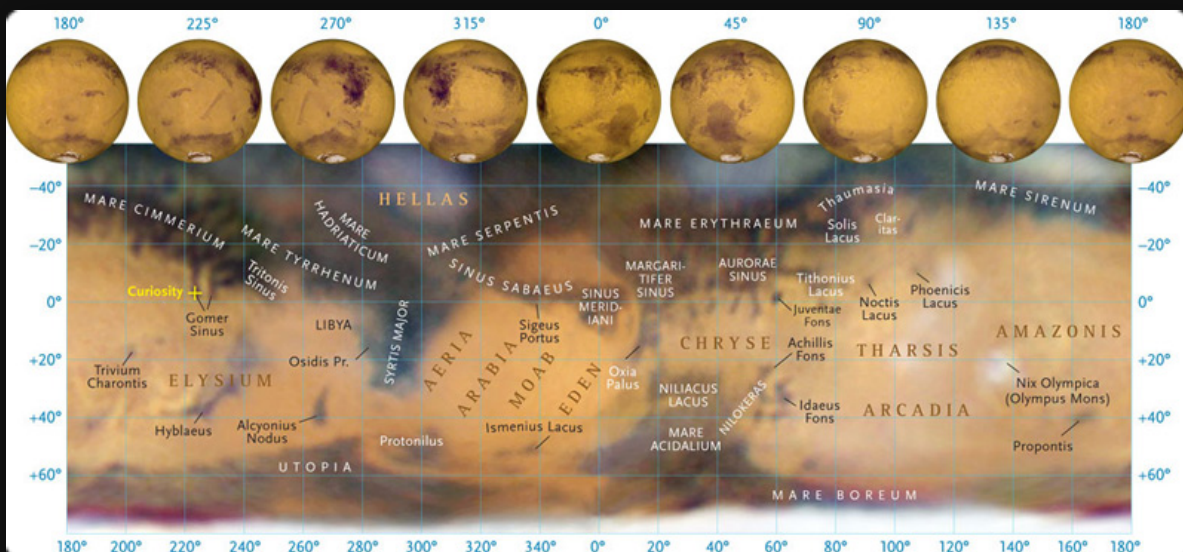 180° 225° 270° 315° 0° 45° 90° 135° 180°
-40° -40°
-20° -20°
0° 0°
+20° +20°
+40° +40°
+60° +60°
MARE CIMMERIUM
MARE HADRIATICUM
HELLAS
MARE TYRRHENUM
MARE SERPENTIS
MARE ERYTHRAEUM
Thaumasia
Solis
Lacus
Clar-
itas
MARE SIRENUM
Curiosity
Gomer
Sinus
Tritonis
Sinus
SINUS SABAEUS
SINUS
MERID-
IANI
MARGARI-
TIFER
SINUS
AURORAE
SINUS
Tithonius
Lacus
Juventae
Fons
Noctis
Lacus
Phoenicis
Lacus
LIBYA
Osidis Pr.
SYRTIS MAJOR
AERIA
ARABIA
Sigeus
Portus
MOAB
EDEN
Oxia
Palus
CHRYSE
Achillis
Fons
THARSIS
AMAZONIS
Trivium
Charontis
ELYSIUM
Hyblaeus
Alcyonius
Nodus
Protonilus
Ismenius Lacus
NILIACUS
LACUS
NILOKERAS
Idaeus
Fons
ARCADIA
Nix Olympica
(Olympus Mons)
Propontis
MARE
ACIDALIUM
UTOPIA
MARE BOREUM
180° 200° 220° 240° 260° 280° 300° 320° 340° 0° 20° 40° 60° 80° 100° 120° 140° 160° 180°